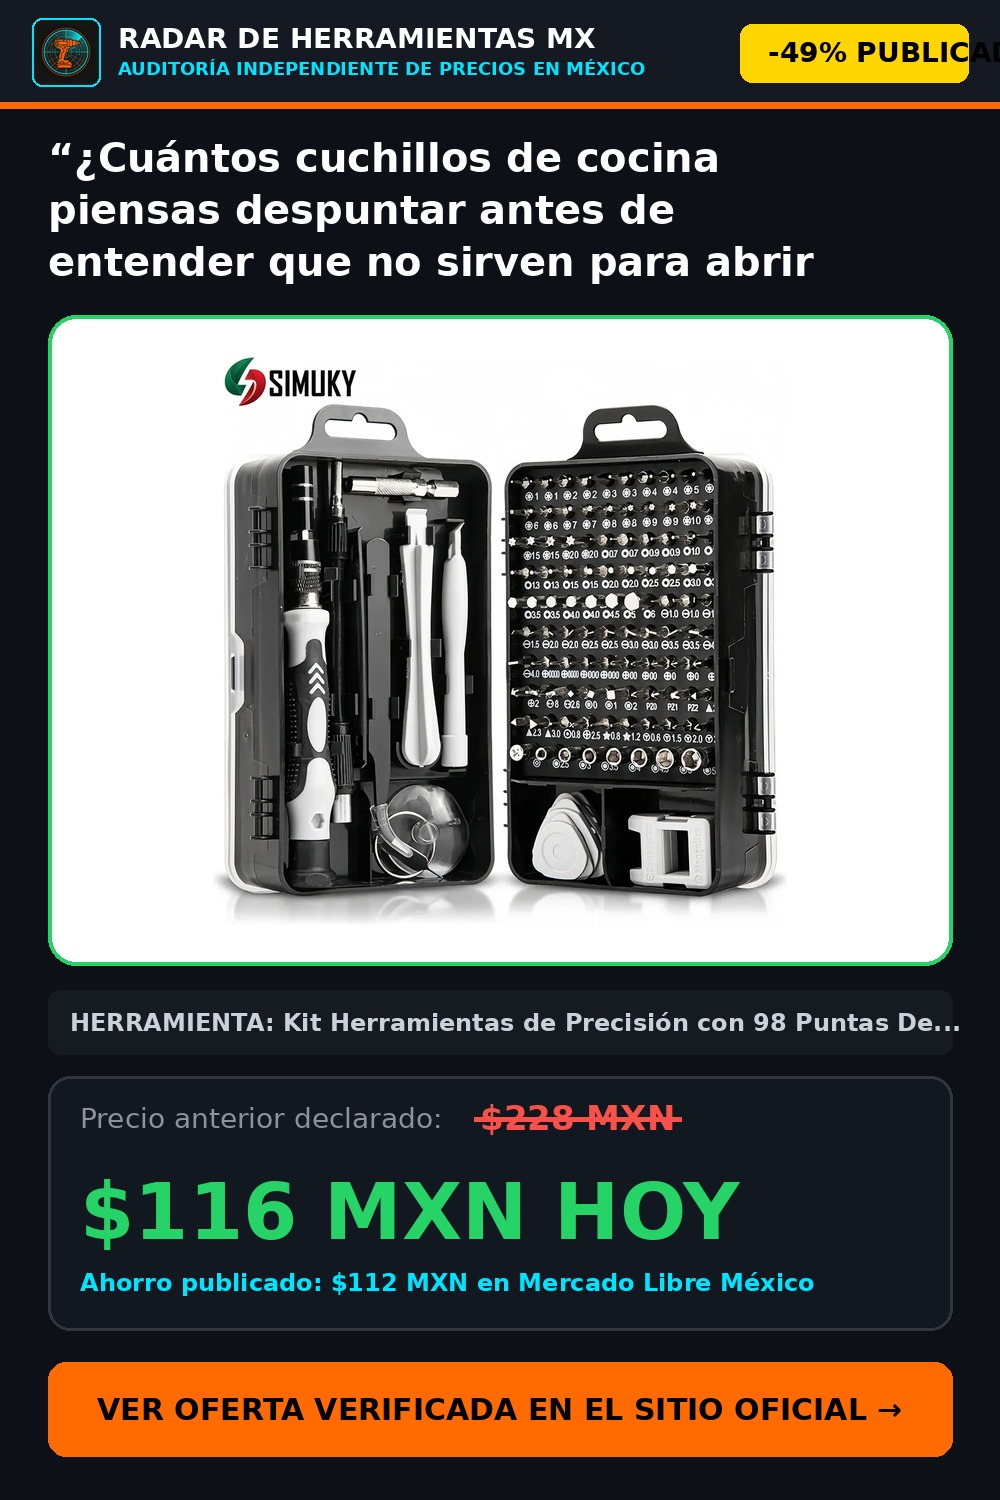 RADAR DE HERRAMIENTAS MX
AUDITORÍA INDEPENDIENTE DE PRECIOS EN MÉXICO
-49% PUBLICAD
“¿Cuántos cuchillos de cocina
piensas despuntar antes de
entender que no sirven para abrir
SIMUKY
HERRAMIENTA: Kit Herramientas de Precisión con 98 Puntas De...
Precio anterior declarado: $228 MXN
$116 MXN HOY
Ahorro publicado: $112 MXN en Mercado Libre México
VER OFERTA VERIFICADA EN EL SITIO OFICIAL →